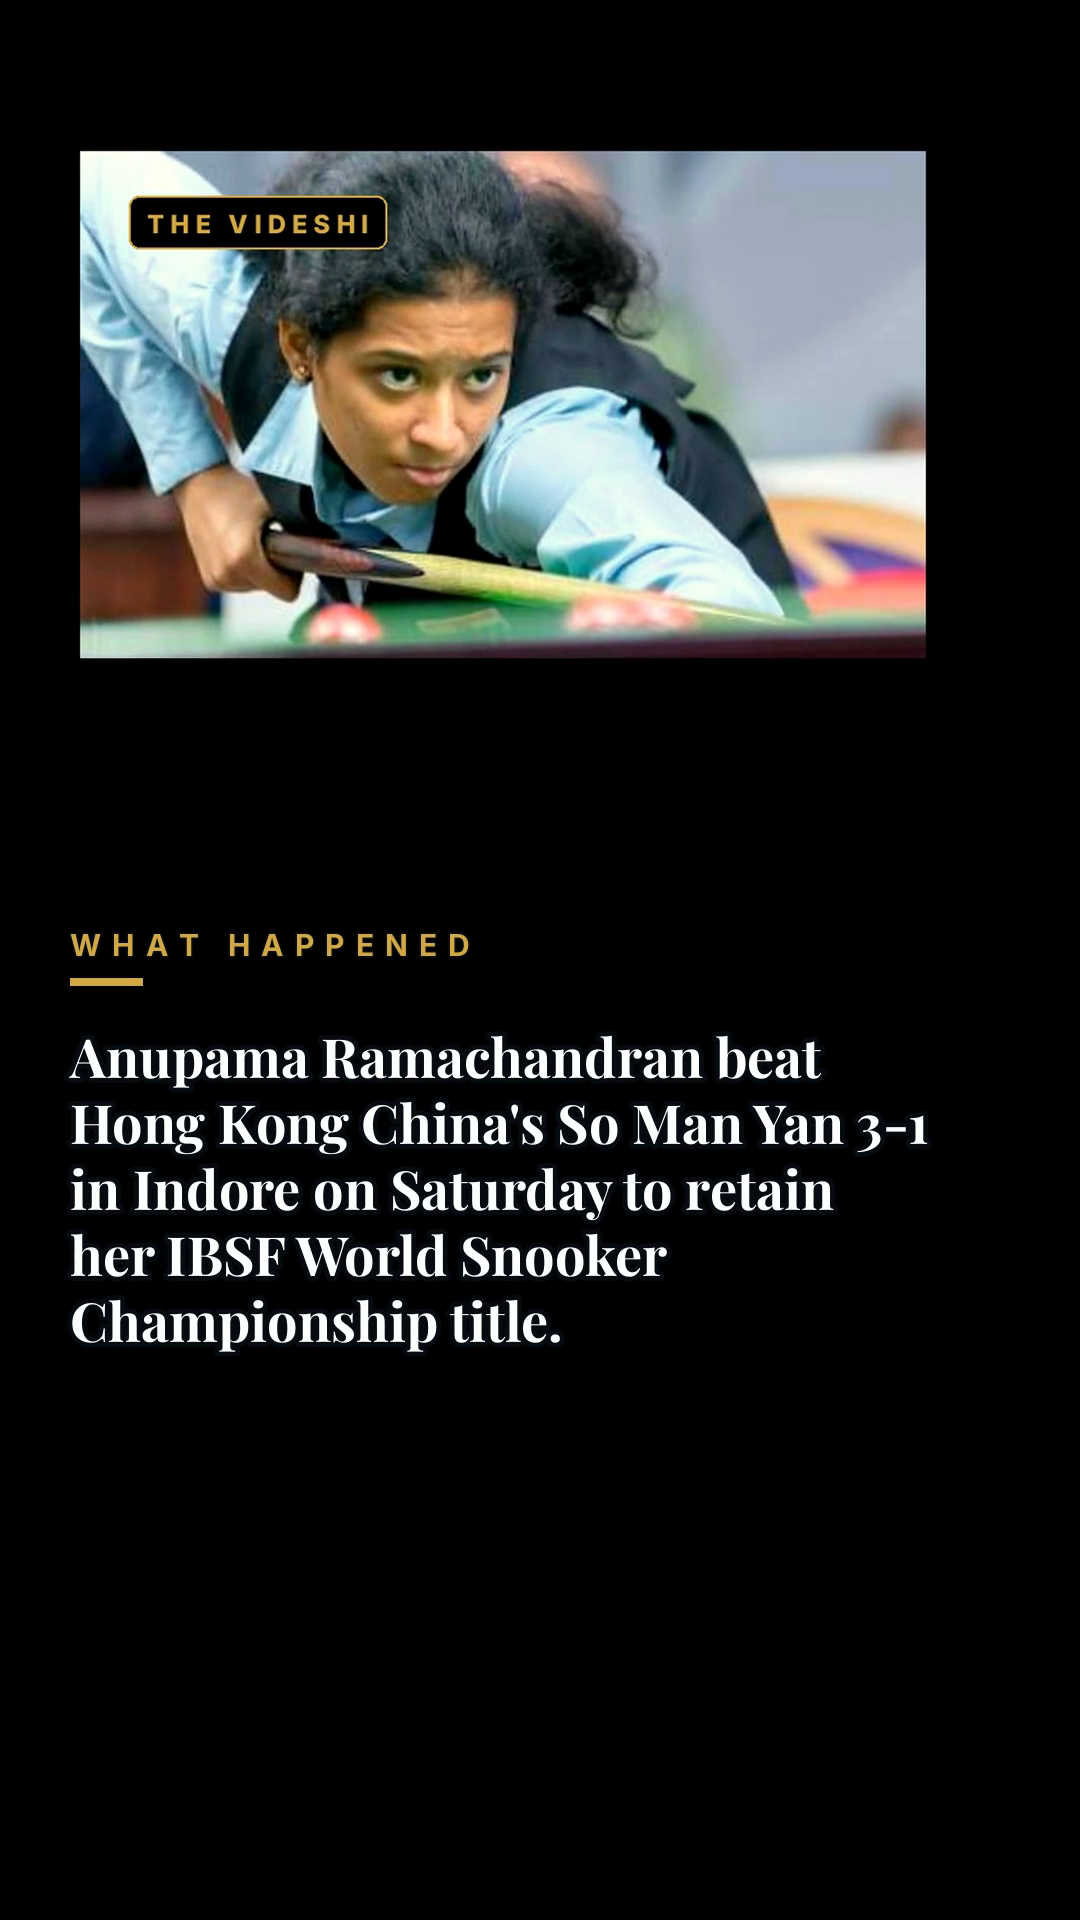 THE VIDESHI
WHAT HAPPENED
Anupama Ramachandran beat
Hong Kong China's So Man Yan 3-1
in Indore on Saturday to retain
her IBSF World Snooker
Championship title.